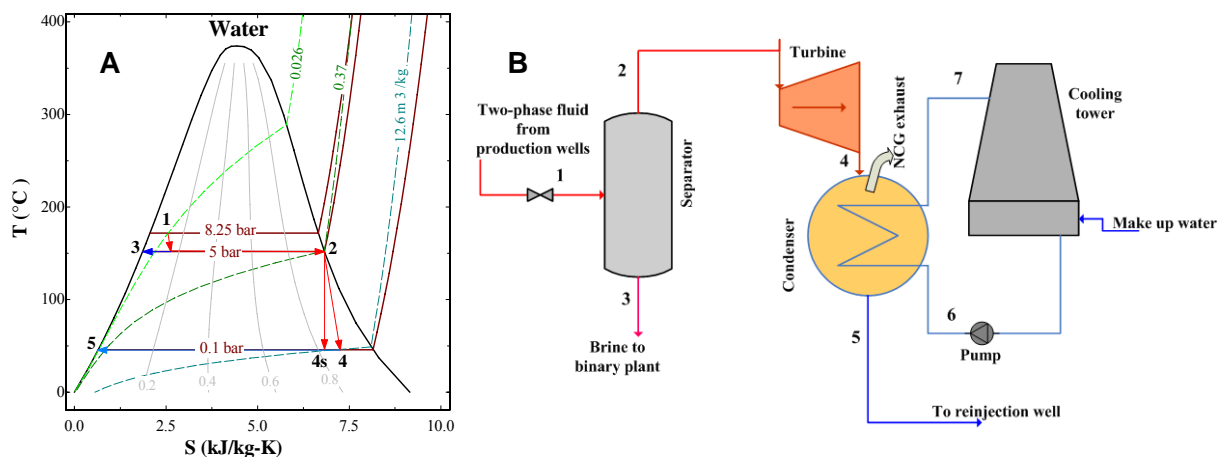 A
Water
400
300
200
100
0
T (°C)
0.026
0.37
12.6 m 3 /kg
1
8.25 bar
3
5 bar
2
5
0.1 bar
4s
4
0.2
0.4
0.6
0.8
0.0
2.5
5.0
7.5
10.0
S (kJ/kg-K)
B
2
Turbine
7
Cooling
tower
Two-phase fluid
from
production wells
1
Separator
4
NCG exhaust
Make up water
Condenser
3
6
5
Pump
Brine to
binary plant
To reinjection well